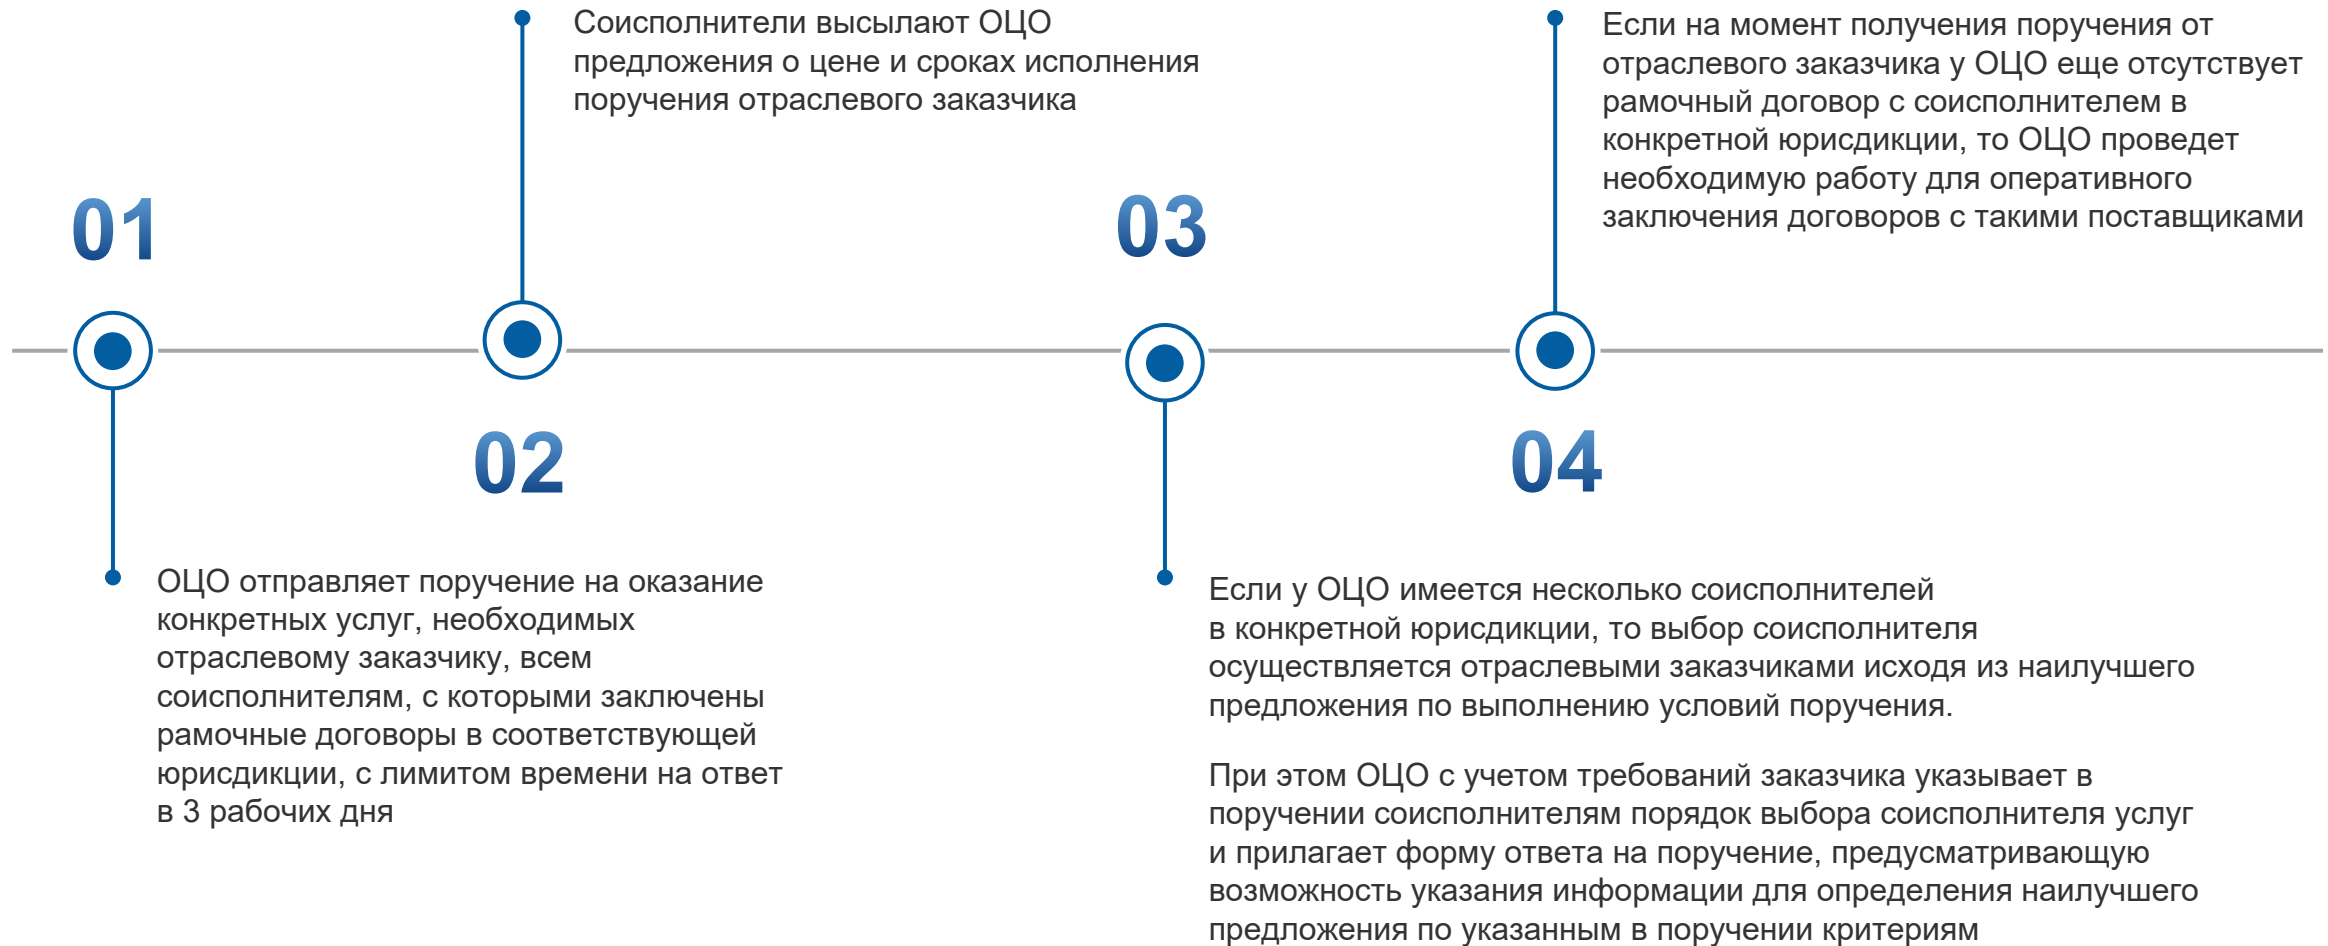 01
ОЦО отправляет поручение на оказание
конкретных услуг, необходимых
отраслевому заказчику, всем
соисполнителям, с которыми заключены
рамочные договоры в соответствующей
юрисдикции, с лимитом времени на ответ
в 3 рабочих дня
02
Соисполнители высылают ОЦО
предложения о цене и сроках исполнения
поручения отраслевого заказчика
03
Если у ОЦО имеется несколько соисполнителей
в конкретной юрисдикции, то выбор соисполнителя
осуществляется отраслевыми заказчиками исходя из наилучшего
предложения по выполнению условий поручения.
При этом ОЦО с учетом требований заказчика указывает в
поручении соисполнителям порядок выбора соисполнителя услуг
и прилагает форму ответа на поручение, предусматривающую
возможность указания информации для определения наилучшего
предложения по указанным в поручении критериям
04
Если на момент получения поручения от
отраслевого заказчика у ОЦО еще отсутствует
рамочный договор с соисполнителем в
конкретной юрисдикции, то ОЦО проведет
необходимую работу для оперативного
заключения договоров с такими поставщиками